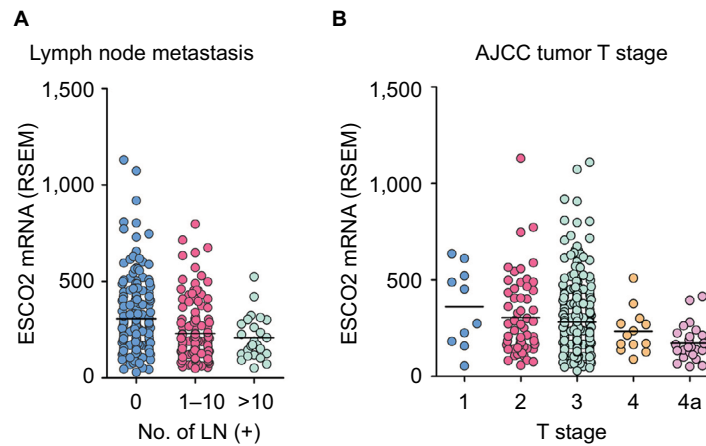 A
Lymph node metastasis
1,500
1,000
500
0
ESCO2 mRNA (RSEM)
0 1–10 >10
No. of LN (+)
B
AJCC tumor T stage
1,500
1,000
500
0
ESCO2 mRNA (RSEM)
1 2 3 4 4a
T stage